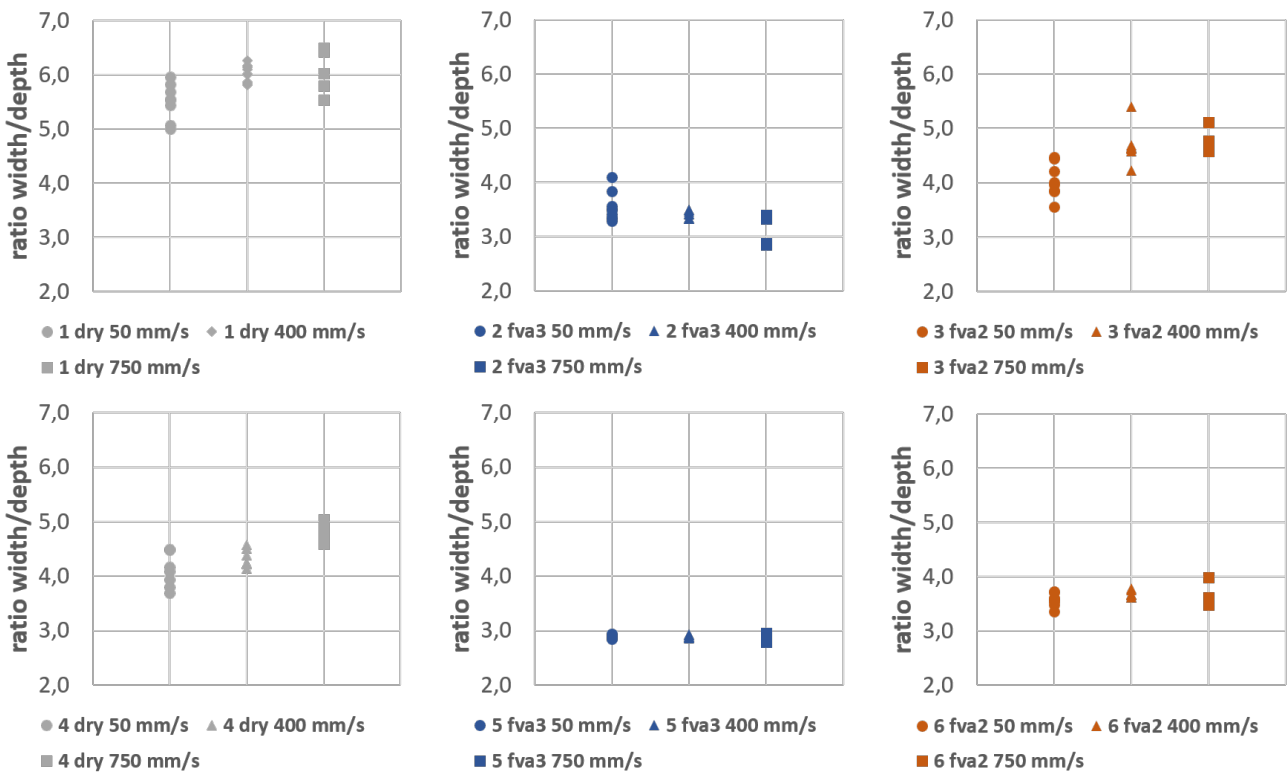 ratio width/depth
7,0
6,0
5,0
4,0
3,0
2,0
1 dry 50 mm/s 1 dry 400 mm/s
1 dry 750 mm/s
ratio width/depth
7,0
6,0
5,0
4,0
3,0
2,0
2 fva3 50 mm/s 2 fva3 400 mm/s
2 fva3 750 mm/s
ratio width/depth
7,0
6,0
5,0
4,0
3,0
2,0
3 fva2 50 mm/s 3 fva2 400 mm/s
3 fva2 750 mm/s
ratio width/depth
7,0
6,0
5,0
4,0
3,0
2,0
4 dry 50 mm/s 4 dry 400 mm/s
4 dry 750 mm/s
ratio width/depth
7,0
6,0
5,0
4,0
3,0
2,0
5 fva3 50 mm/s 5 fva3 400 mm/s
5 fva3 750 mm/s
ratio width/depth
7,0
6,0
5,0
4,0
3,0
2,0
6 fva2 50 mm/s 6 fva2 400 mm/s
6 fva2 750 mm/s